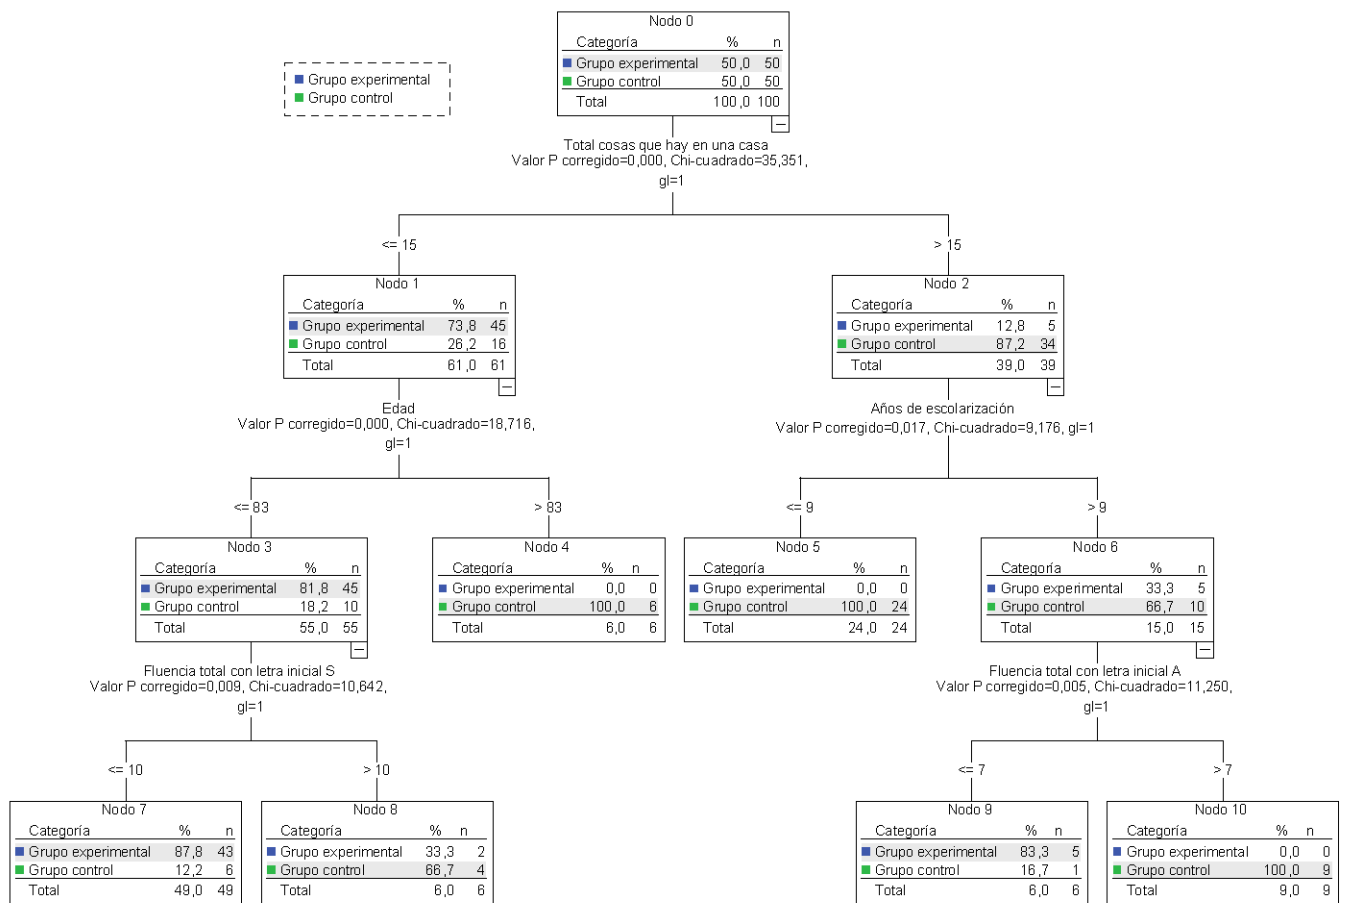 Nodo 0
Categoría % n
Grupo experimental 50,0 50
Grupo control 50,0 50
Total 100,0 100
Grupo experimental
Grupo control
Total cosas que hay en una casa
Valor P corregido=0,000, Chi-cuadrado=35,351,
gl=1
<= 15
> 15
Nodo 1
Categoría % n
Grupo experimental 73,8 45
Grupo control 26,2 16
Total 61,0 61
Nodo 2
Categoría % n
Grupo experimental 12,8 5
Grupo control 87,2 34
Total 39,0 39
Edad
Valor P corregido=0,000, Chi-cuadrado=18,716,
gl=1
Años de escolarización
Valor P corregido=0,017, Chi-cuadrado=9,176, gl=1
<= 83
> 83
<= 9
> 9
Nodo 3
Categoría % n
Grupo experimental 81,8 45
Grupo control 18,2 10
Total 55,0 55
Nodo 4
Categoría % n
Grupo experimental 0,0 0
Grupo control 100,0 6
Total 6,0 6
Nodo 5
Categoría % n
Grupo experimental 0,0 0
Grupo control 100,0 24
Total 24,0 24
Nodo 6
Categoría % n
Grupo experimental 33,3 5
Grupo control 66,7 10
Total 15,0 15
Fluencia total con letra inicial S
Valor P corregido=0,009, Chi-cuadrado=10,642,
gl=1
Fluencia total con letra inicial A
Valor P corregido=0,005, Chi-cuadrado=11,250,
gl=1
<= 10
> 10
<= 7
> 7
Nodo 7
Categoría % n
Grupo experimental 87,8 43
Grupo control 12,2 6
Total 49,0 49
Nodo 8
Categoría % n
Grupo experimental 33,3 2
Grupo control 66,7 4
Total 6,0 6
Nodo 9
Categoría % n
Grupo experimental 83,3 5
Grupo control 16,7 1
Total 6,0 6
Nodo 10
Categoría % n
Grupo experimental 0,0 0
Grupo control 100,0 9
Total 9,0 9